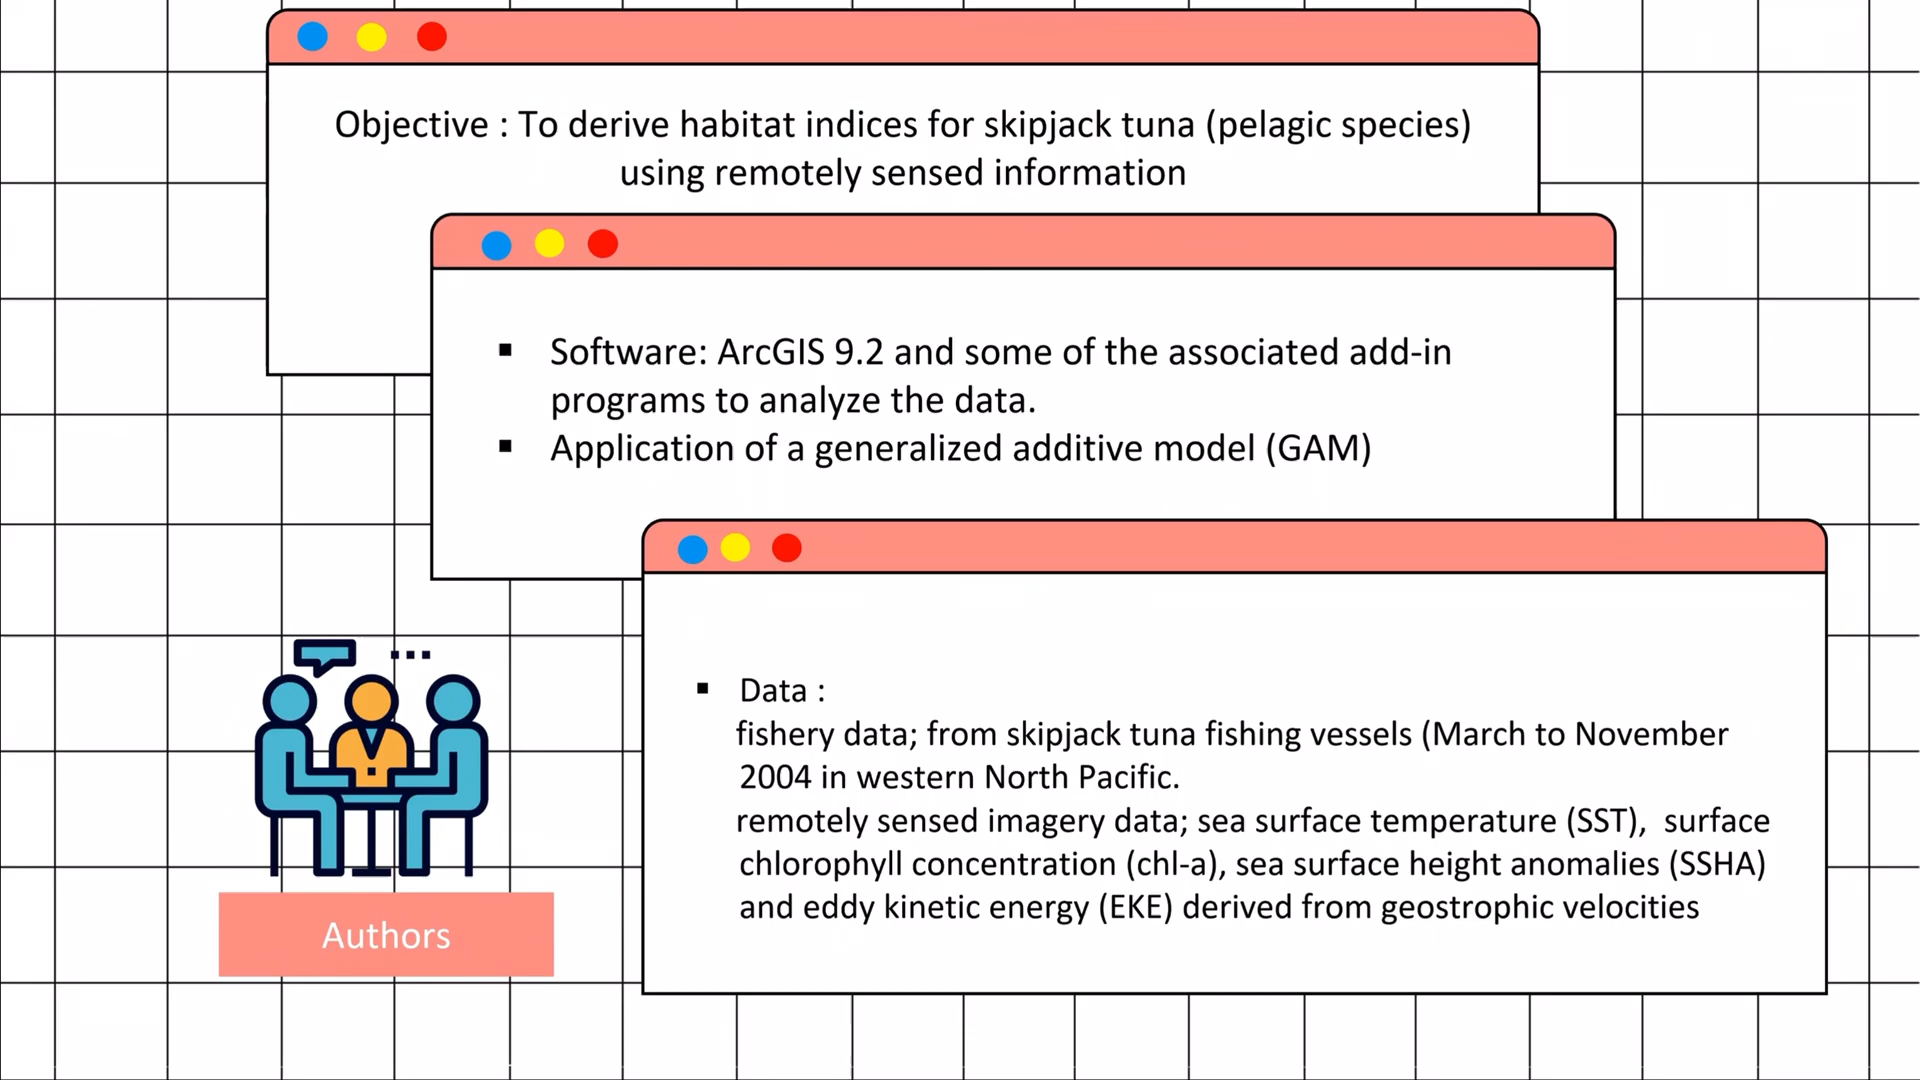 Objective : To derive habitat indices for skipjack tuna (pelagic species)
using remotely sensed information
▪ Software: ArcGIS 9.2 and some of the associated add-in
programs to analyze the data.
▪ Application of a generalized additive model (GAM)
▪ Data :
fishery data; from skipjack tuna fishing vessels (March to November
2004 in western North Pacific.
remotely sensed imagery data; sea surface temperature (SST), surface
chlorophyll concentration (chl-a), sea surface height anomalies (SSHA)
and eddy kinetic energy (EKE) derived from geostrophic velocities
Authors